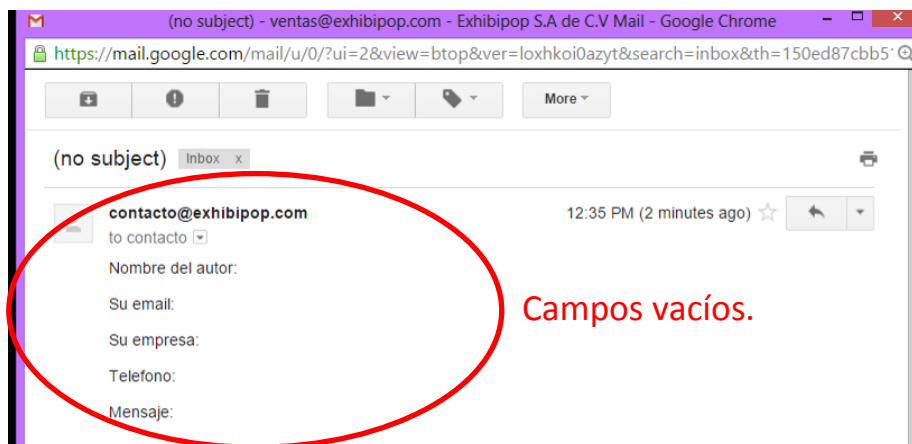 (no subject) - ventas@exhibipop.com - Exhibipop S.A de C.V Mail - Google Chrome
https://mail.google.com/mail/u/0/?ui=2&view=btop&ver=loxhkoi0azyt&search=inbox&th=150ed87cbb5
More
(no subject) Inbox x
contacto@exhibipop.com 12:35 PM (2 minutes ago)
to contacto
Nombre del autor:
Su email:
Campos vacíos.
Su empresa:
Telefono:
Mensaje: